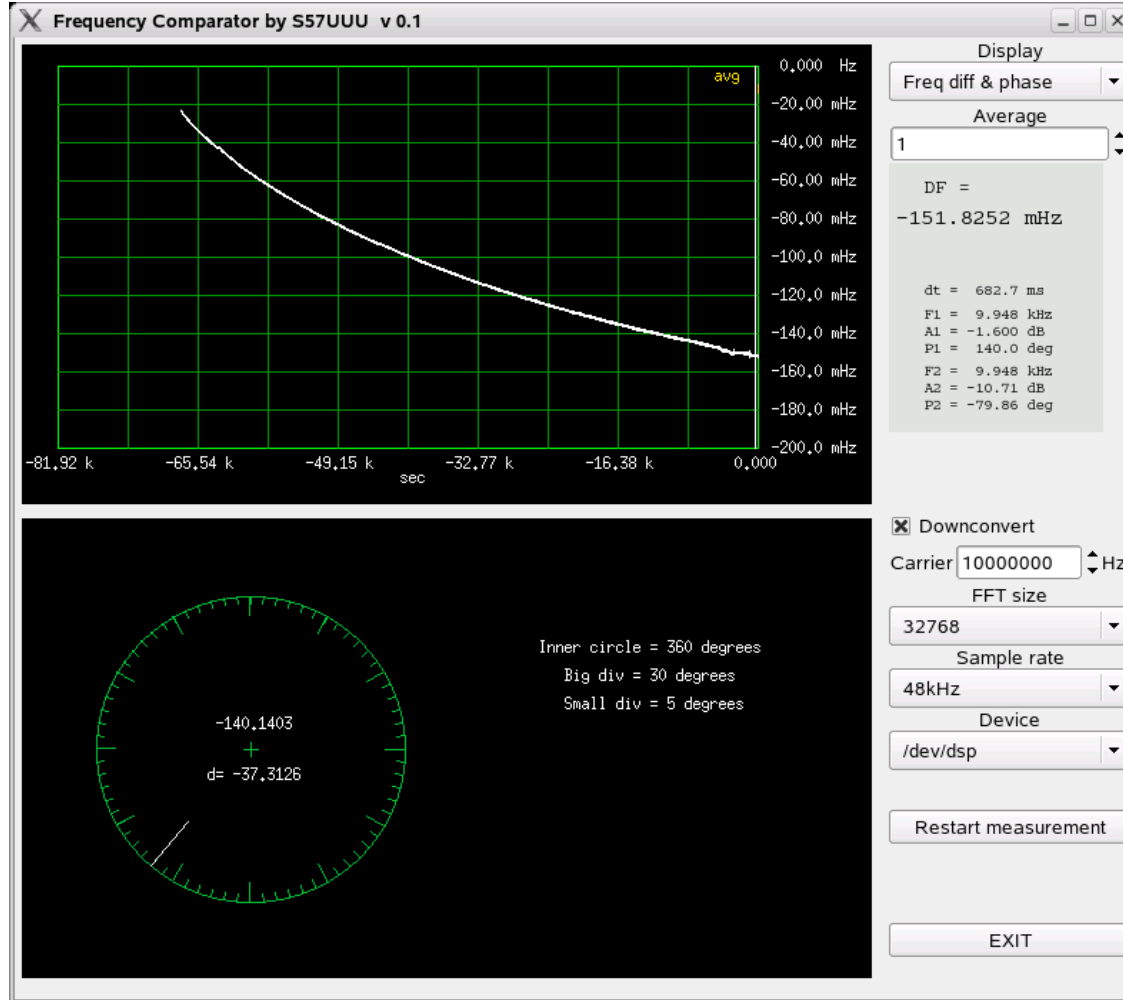 Frequency Comparator by S57UUU v 0.1
avg
0.000 Hz
-20.00 mHz
-40.00 mHz
-60.00 mHz
-80.00 mHz
-100.0 mHz
-120.0 mHz
-140.0 mHz
-160.0 mHz
-180.0 mHz
-200.0 mHz
-81.92 k -65.54 k -49.15 k -32.77 k -16.38 k 0.000
sec
Display
Freq diff & phase
Average
1
DF =
-151.8252 mHz
dt = 682.7 ms
F1 = 9.948 kHz
A1 = -1.600 dB
P1 = 140.0 deg
F2 = 9.948 kHz
A2 = -10.71 dB
P2 = -79.86 deg
Inner circle = 360 degrees
Big div = 30 degrees
Small div = 5 degrees
-140.1403
d= -37.3126
Downconvert
Carrier 10000000 Hz
FFT size
32768
Sample rate
48kHz
Device
/dev/dsp
Restart measurement
EXIT